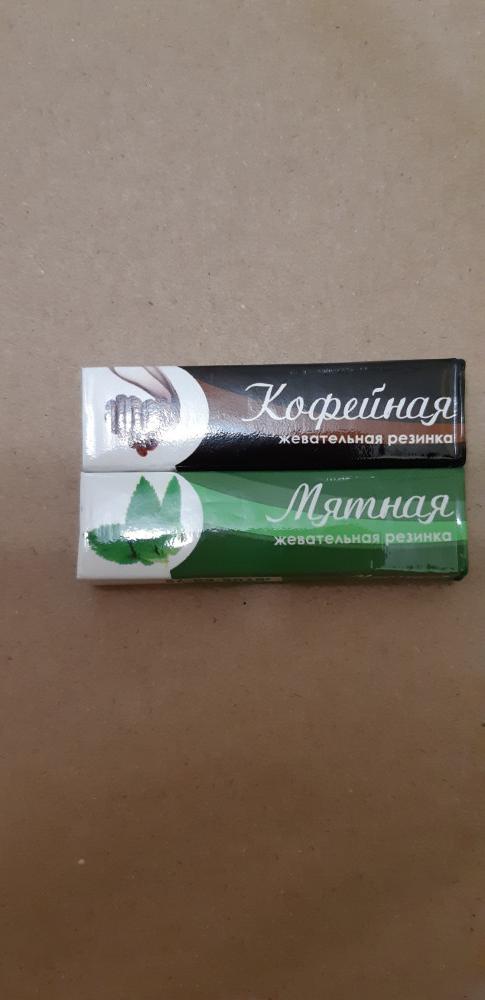 Кофейная
жевательная резинка
Мятная
жевательная резинка